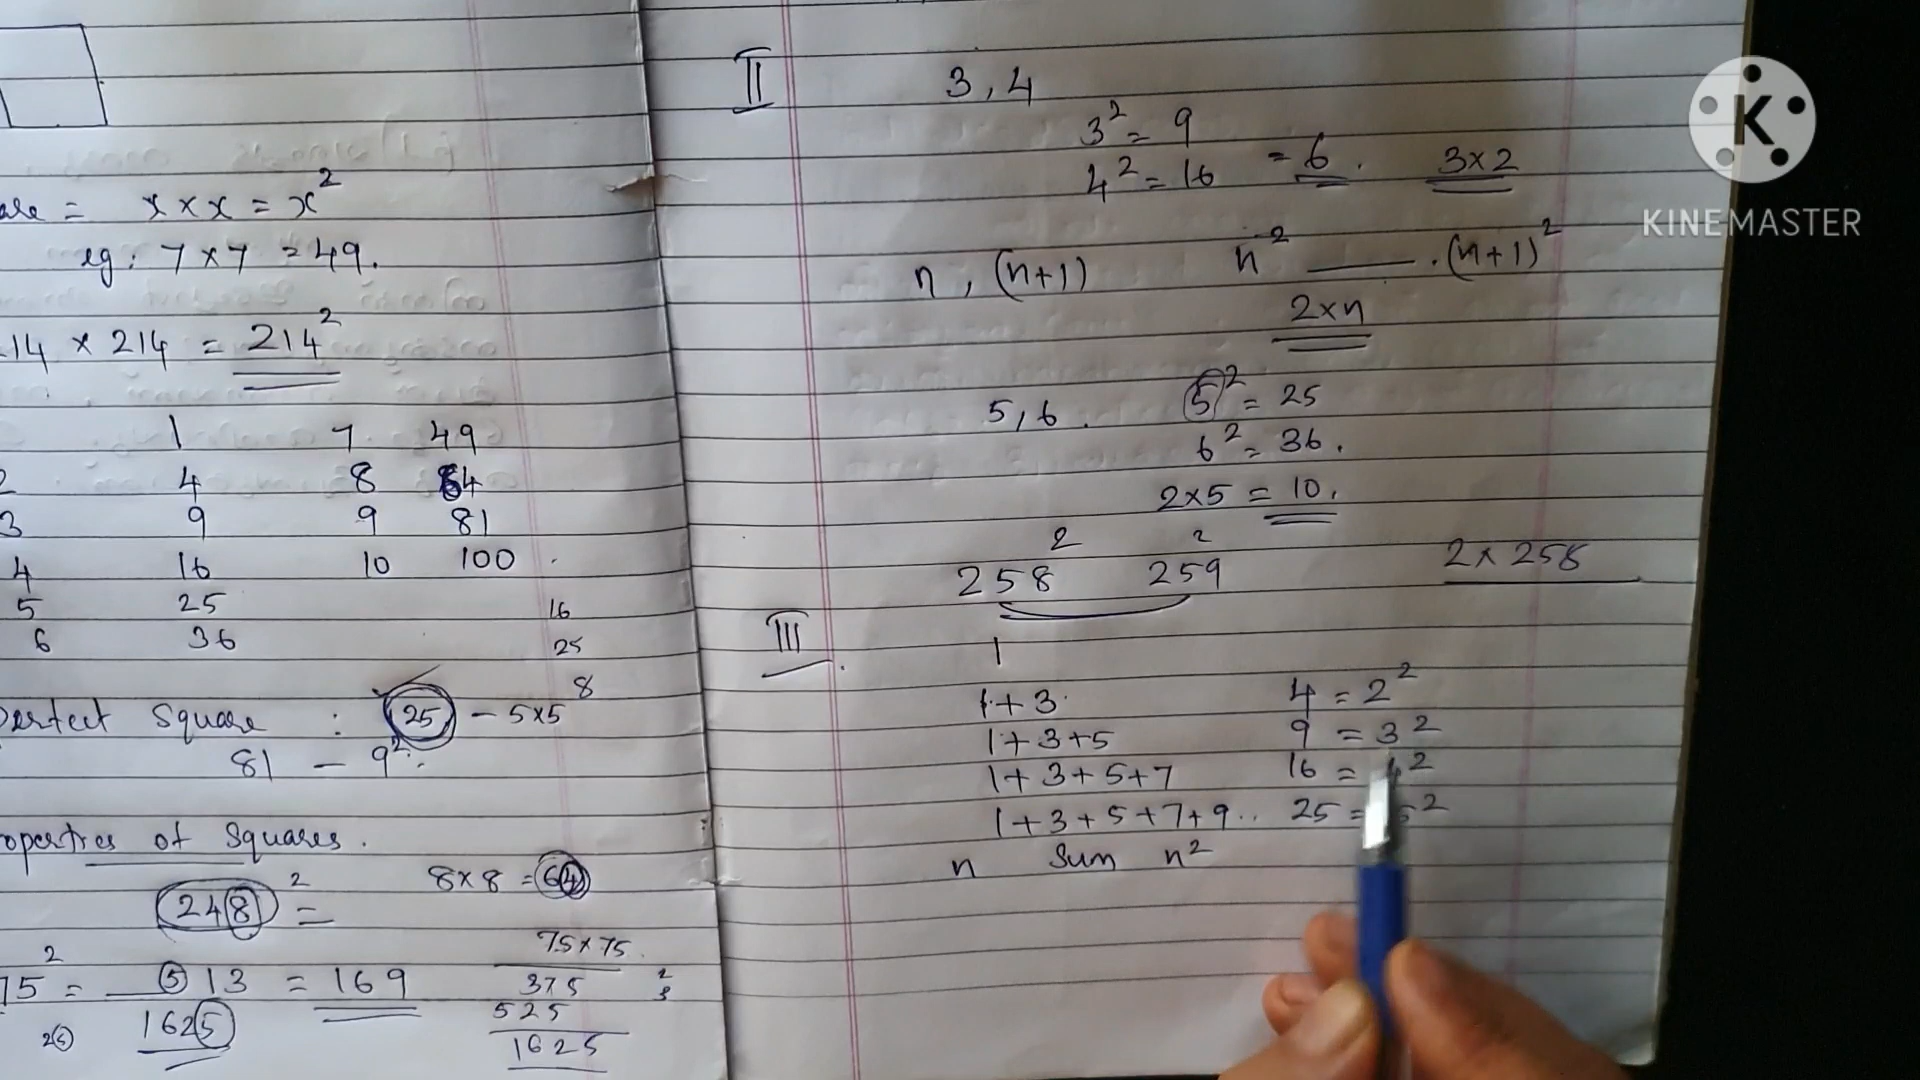 are = x × x = x²
eg: 7 × 7 = 49.
14 × 214 = 214²
1 7 49
2 4 8 64
3 9 9 81
4 16 10 100 .
5 25 16
6 36 25
8
Perfect Square : 25 - 5×5
81 - 9²
operties of Squares.
248² = 8×8 = 64
75² = 5 13 = 169
1625
75×75
375
525
1625
II
3 , 4
3² = 9
4² = 16 = 6 . 3×2
n , (n+1) n² . (n+1)²
2×n
5 , 6 . 5² = 25
6² = 36 .
2×5 = 10 .
258² 259² 2 × 258
III .
1
1+3 4 = 2²
1+3+5 9 = 3²
1+3+5+7 16 = 4²
1+3+5+7+9 .. 25 = 5²
n Sum n²
K
KINEMASTER